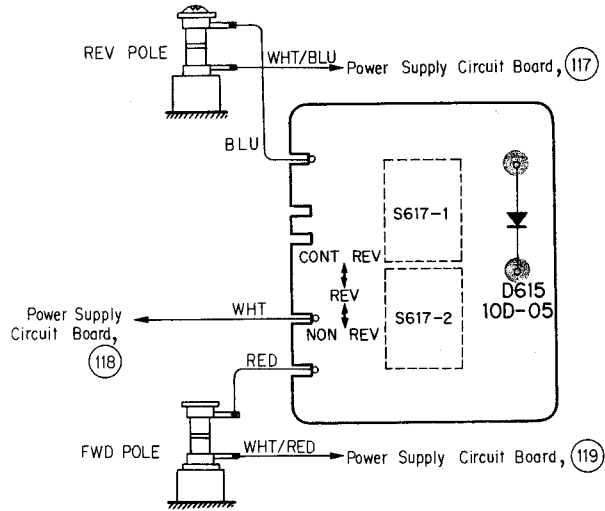 REV POLE
WHT/BLU
Power Supply Circuit Board, 117
BLU
S617-1
CONT REV
REV
NON REV
S617-2
D615
10D-05
Power Supply
Circuit Board,
118
WHT
RED
FWD POLE
WHT/RED
Power Supply Circuit Board, 119